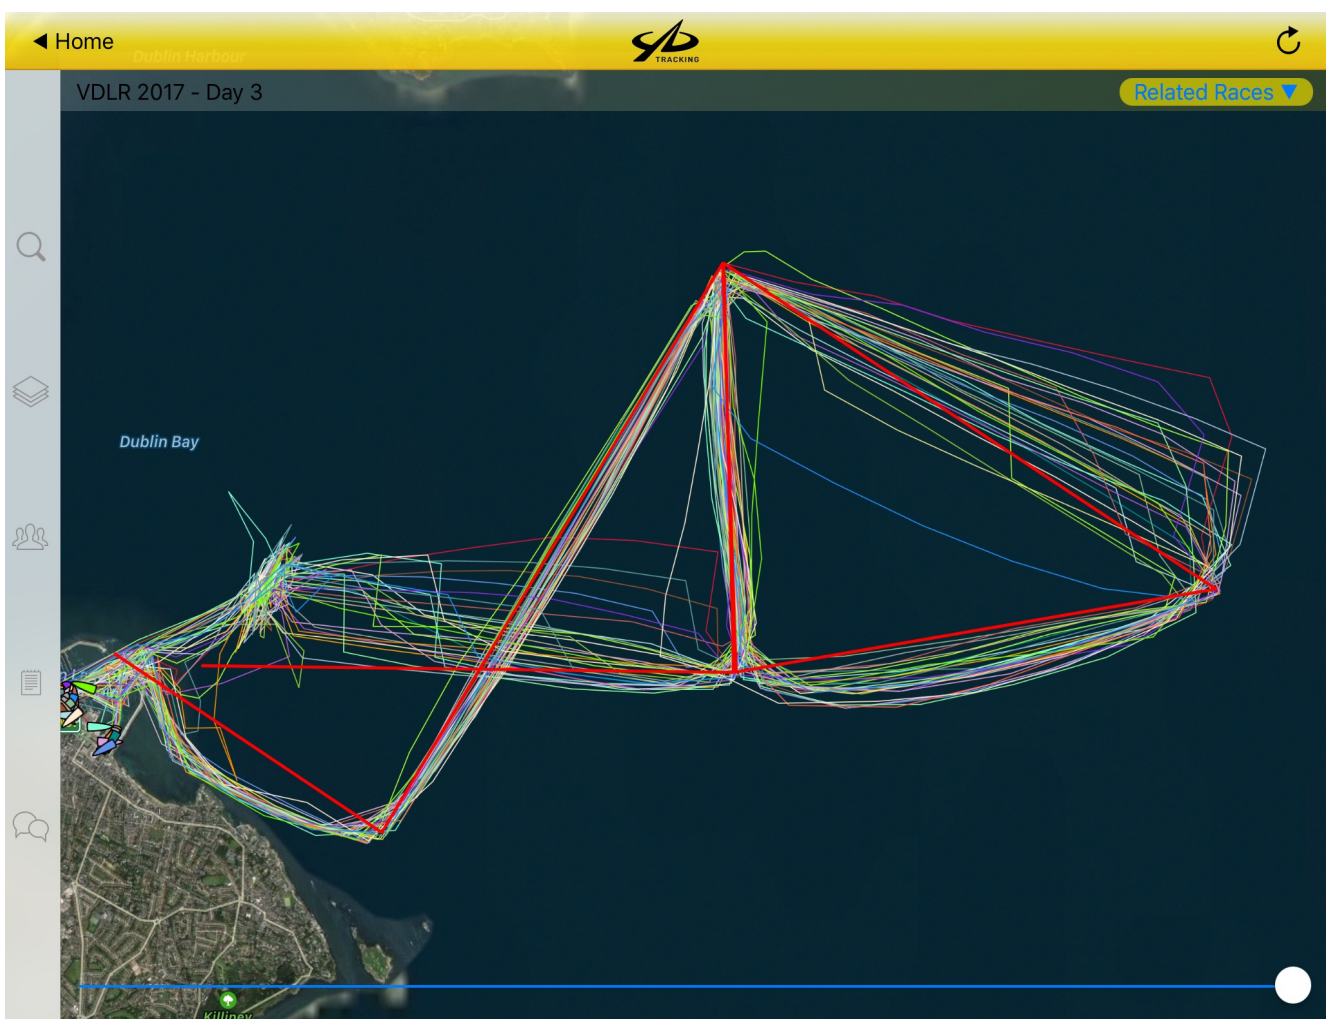 ◀ Home
Dublin Harbour
TRACKING
VDLR 2017 - Day 3
Related Races ▼
Dublin Bay
Killiney